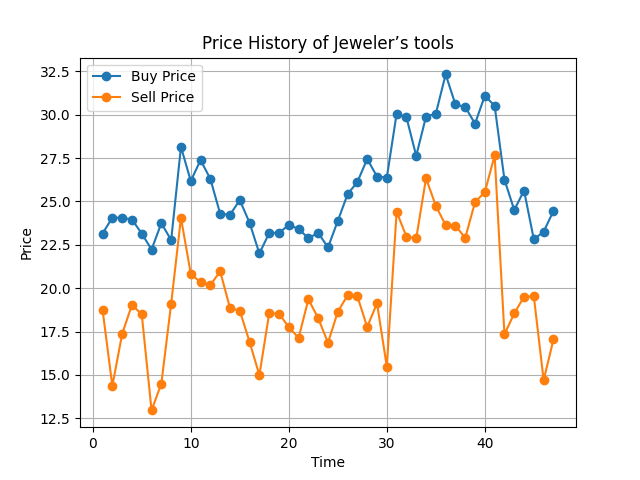 Price History of Jeweler’s tools
Buy Price
Sell Price
32.5
30.0
27.5
25.0
22.5
20.0
17.5
15.0
12.5
Price
0 10 20 30 40
Time